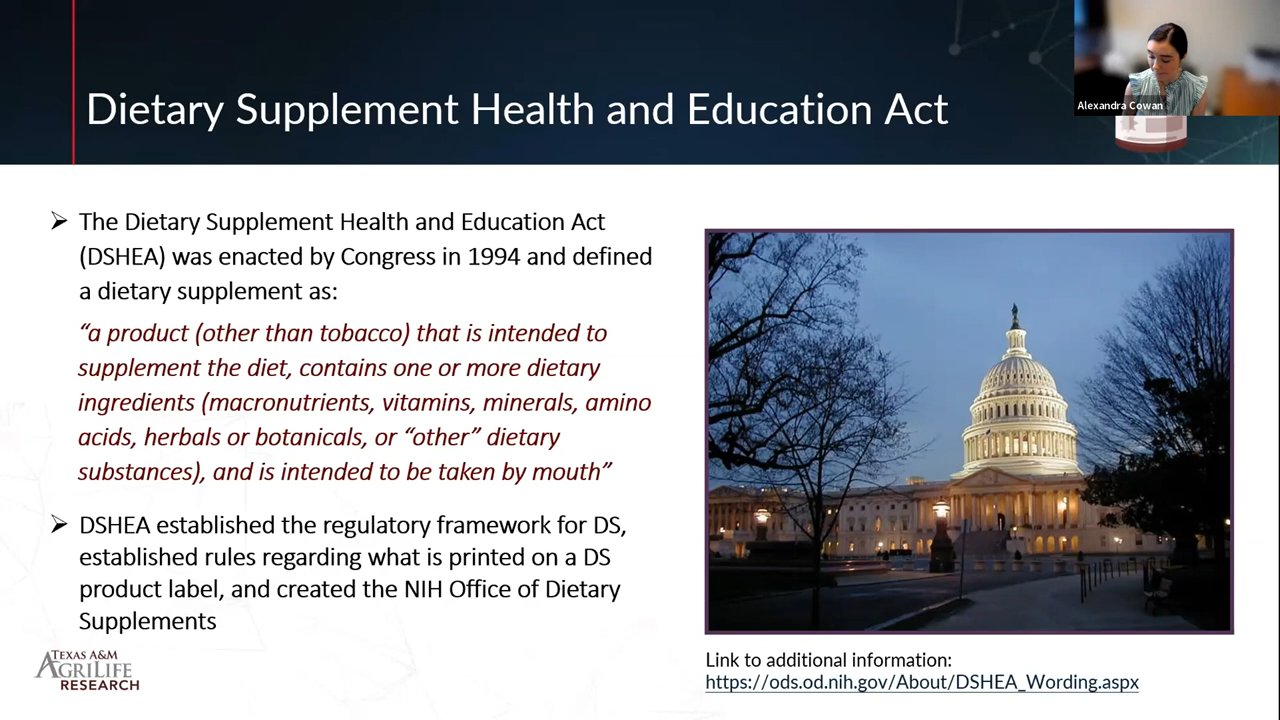 Dietary Supplement Health and Education Act
Alexandra Cowan
➢ The Dietary Supplement Health and Education Act
(DSHEA) was enacted by Congress in 1994 and defined
a dietary supplement as:
“a product (other than tobacco) that is intended to
supplement the diet, contains one or more dietary
ingredients (macronutrients, vitamins, minerals, amino
acids, herbals or botanicals, or “other” dietary
substances), and is intended to be taken by mouth”
➢ DSHEA established the regulatory framework for DS,
established rules regarding what is printed on a DS
product label, and created the NIH Office of Dietary
Supplements
TEXAS A&M
AGRILIFE
RESEARCH
Link to additional information:
https://ods.od.nih.gov/About/DSHEA_Wording.aspx